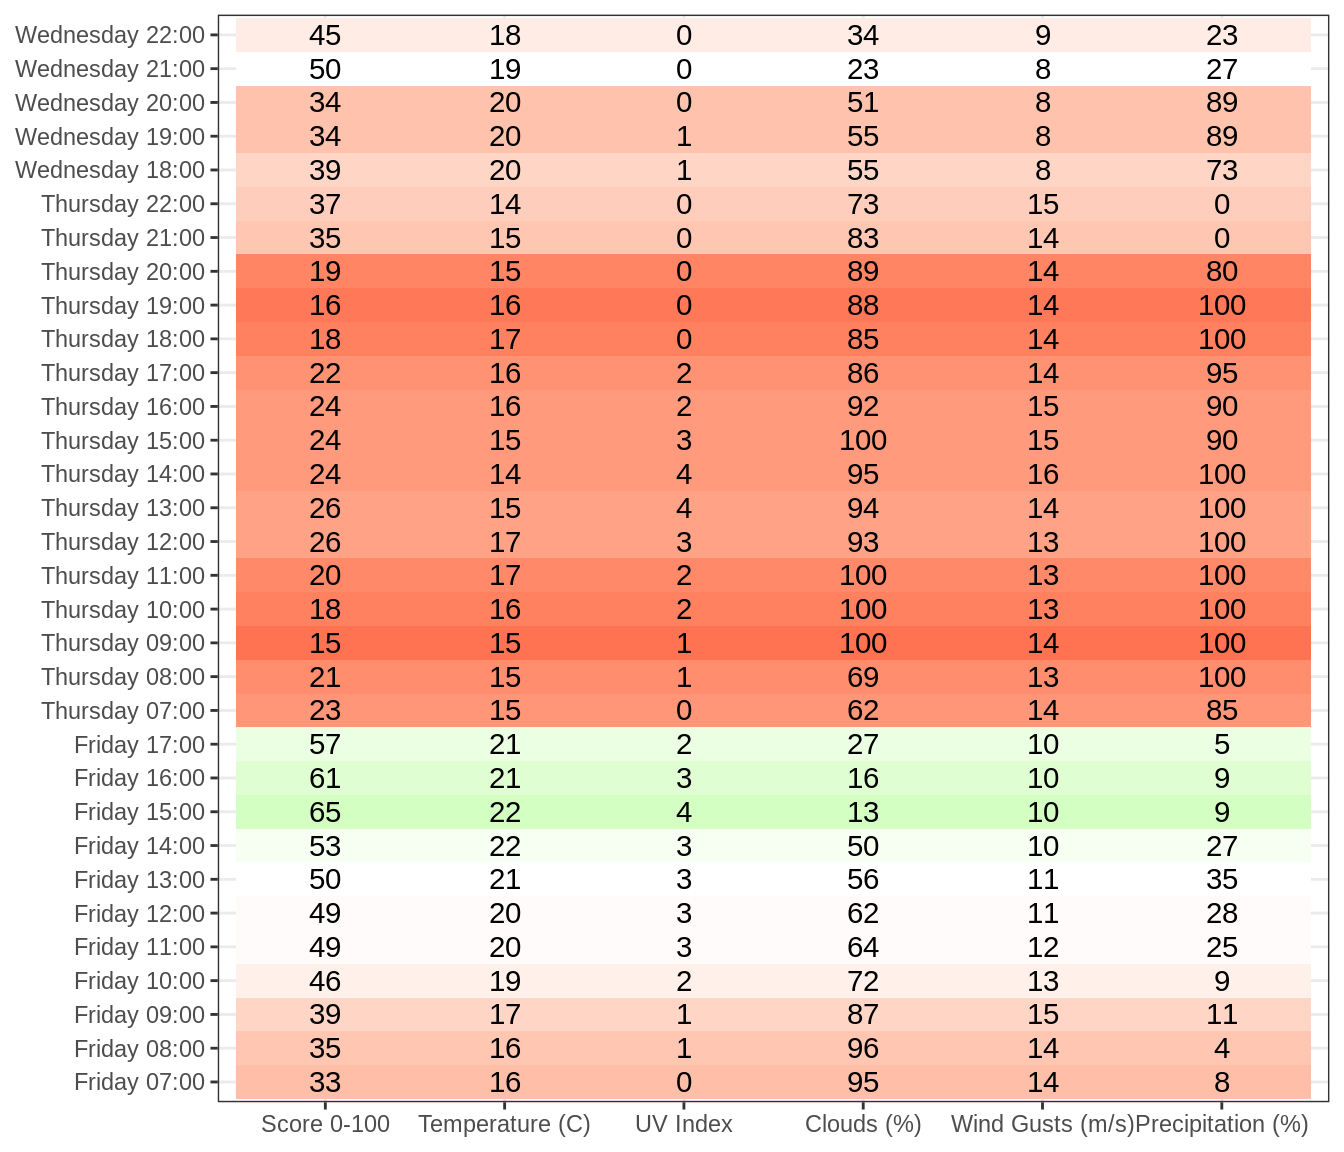 Wednesday 22:00 45 18 0 34 9 23
Wednesday 21:00 50 19 0 23 8 27
Wednesday 20:00 34 20 0 51 8 89
Wednesday 19:00 34 20 1 55 8 89
Wednesday 18:00 39 20 1 55 8 73
Thursday 22:00 37 14 0 73 15 0
Thursday 21:00 35 15 0 83 14 0
Thursday 20:00 19 15 0 89 14 80
Thursday 19:00 16 16 0 88 14 100
Thursday 18:00 18 17 0 85 14 100
Thursday 17:00 22 16 2 86 14 95
Thursday 16:00 24 16 2 92 15 90
Thursday 15:00 24 15 3 100 15 90
Thursday 14:00 24 14 4 95 16 100
Thursday 13:00 26 15 4 94 14 100
Thursday 12:00 26 17 3 93 13 100
Thursday 11:00 20 17 2 100 13 100
Thursday 10:00 18 16 2 100 13 100
Thursday 09:00 15 15 1 100 14 100
Thursday 08:00 21 15 1 69 13 100
Thursday 07:00 23 15 0 62 14 85
Friday 17:00 57 21 2 27 10 5
Friday 16:00 61 21 3 16 10 9
Friday 15:00 65 22 4 13 10 9
Friday 14:00 53 22 3 50 10 27
Friday 13:00 50 21 3 56 11 35
Friday 12:00 49 20 3 62 11 28
Friday 11:00 49 20 3 64 12 25
Friday 10:00 46 19 2 72 13 9
Friday 09:00 39 17 1 87 15 11
Friday 08:00 35 16 1 96 14 4
Friday 07:00 33 16 0 95 14 8
Score 0-100 Temperature (C) UV Index Clouds (%) Wind Gusts (m/s) Precipitation (%)